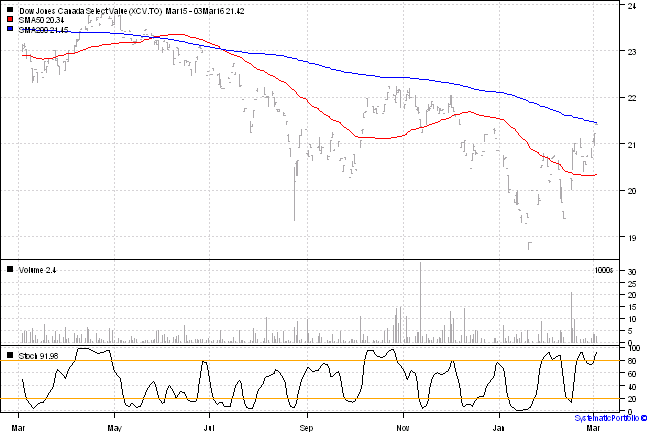 Dow Jones Canada Select Value (XCV.TO) Mar15 - 03Mar16 21.42
SMA50 20.34
SMA200 21.45
24
23
22
21
20
19
Volume 2.4
1000s
30
25
20
15
10
5
0
Stoch 91.98
100
80
60
40
20
0
Mar May Jul Sep Nov Jan Mar
SystematicPortfolio ©